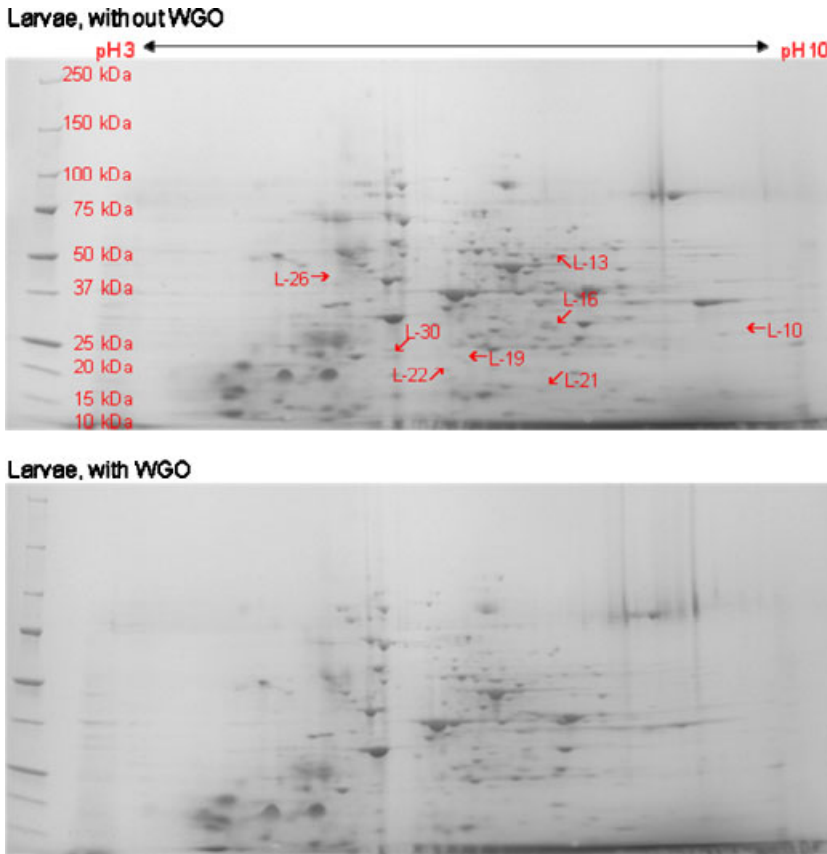 Larvae, without WGO
pH 3 pH 10
250 kDa
150 kDa
100 kDa
75 kDa
50 kDa
L-13
L-26
37 kDa
L-16
L-30
L-10
25 kDa
L-19
20 kDa
L-22
L-21
15 kDa
10 kDa
Larvae, with WGO